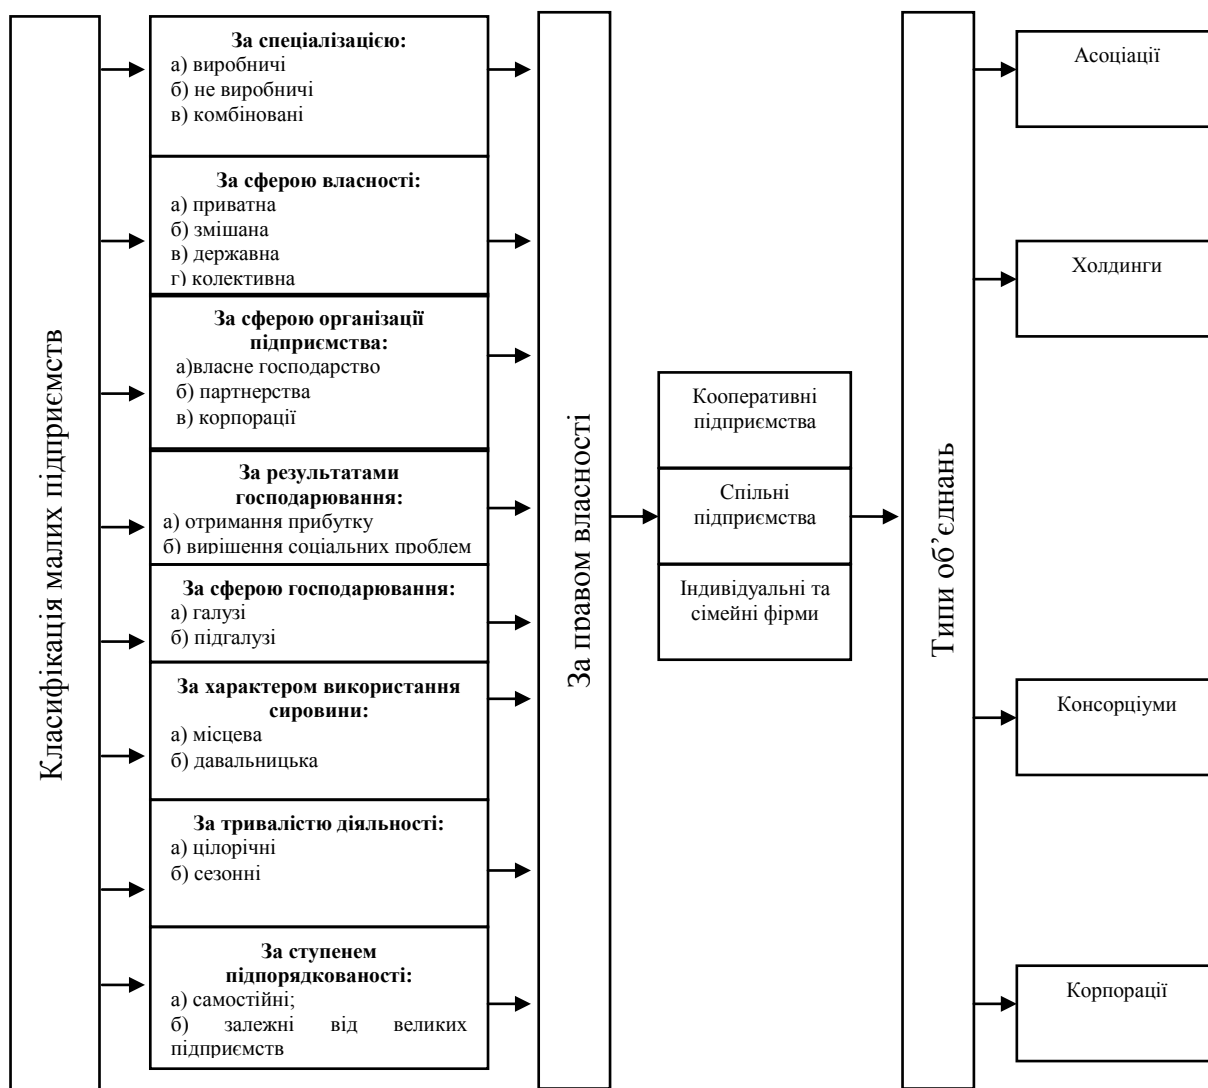 Класифікація малих підприємств
За спеціалізацією:
а) виробничі
б) не виробничі
в) комбіновані
За сферою власності:
а) приватна
б) змішана
в) державна
г) колективна
За сферою організації
підприємства:
а)власне господарство
б) партнерства
в) корпорації
За результатами
господарювання:
а) отримання прибутку
б) вирішення соціальних проблем
За сферою господарювання:
а) галузі
б) підгалузі
За характером використання
сировини:
а) місцева
б) давальницька
За тривалістю діяльності:
а) цілорічні
б) сезонні
За ступенем
підпорядкованості:
а) самостійні;
б) залежні від великих
підприємств
За правом власності
Кооперативні
підприємства
Спільні
підприємства
Індивідуальні та
сімейні фірми
Типи об’єднань
Асоціації
Холдинги
Консорціуми
Корпорації